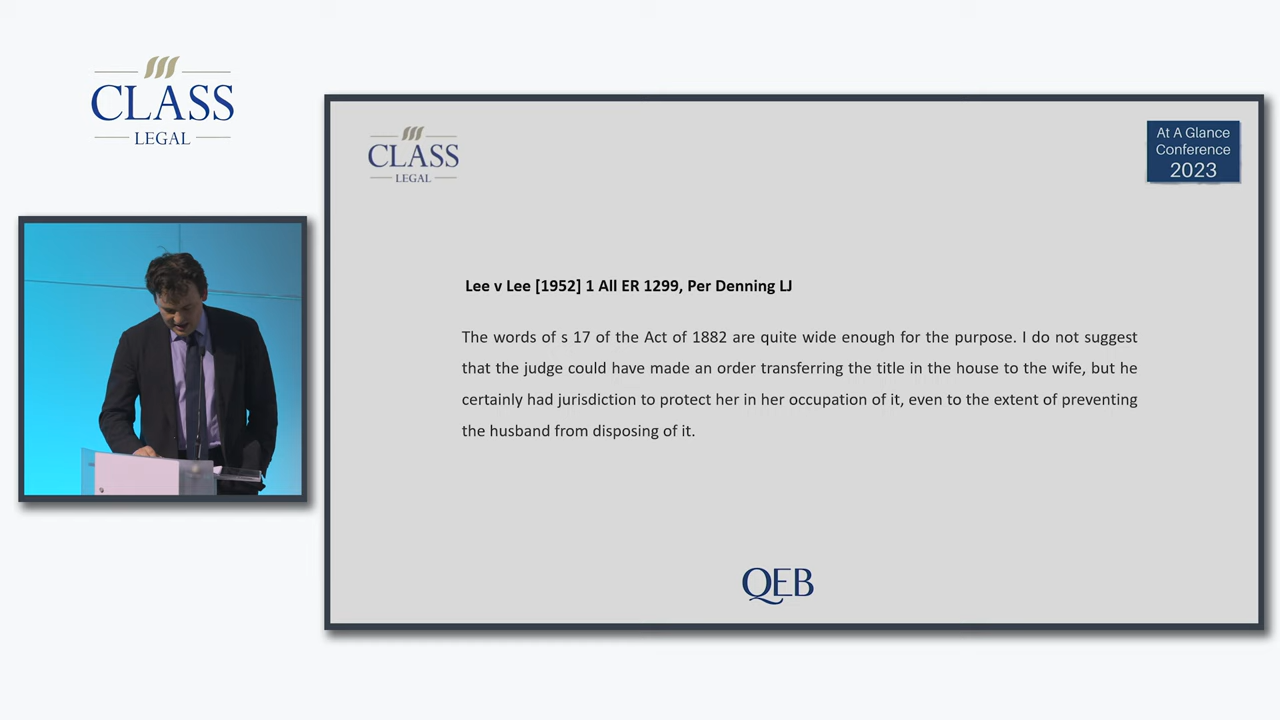 CLASS
LEGAL
CLASS
LEGAL
At A Glance
Conference
2023
Lee v Lee [1952] 1 All ER 1299, Per Denning LJ
The words of s 17 of the Act of 1882 are quite wide enough for the purpose. I do not suggest
that the judge could have made an order transferring the title in the house to the wife, but he
certainly had jurisdiction to protect her in her occupation of it, even to the extent of preventing
the husband from disposing of it.
QEB